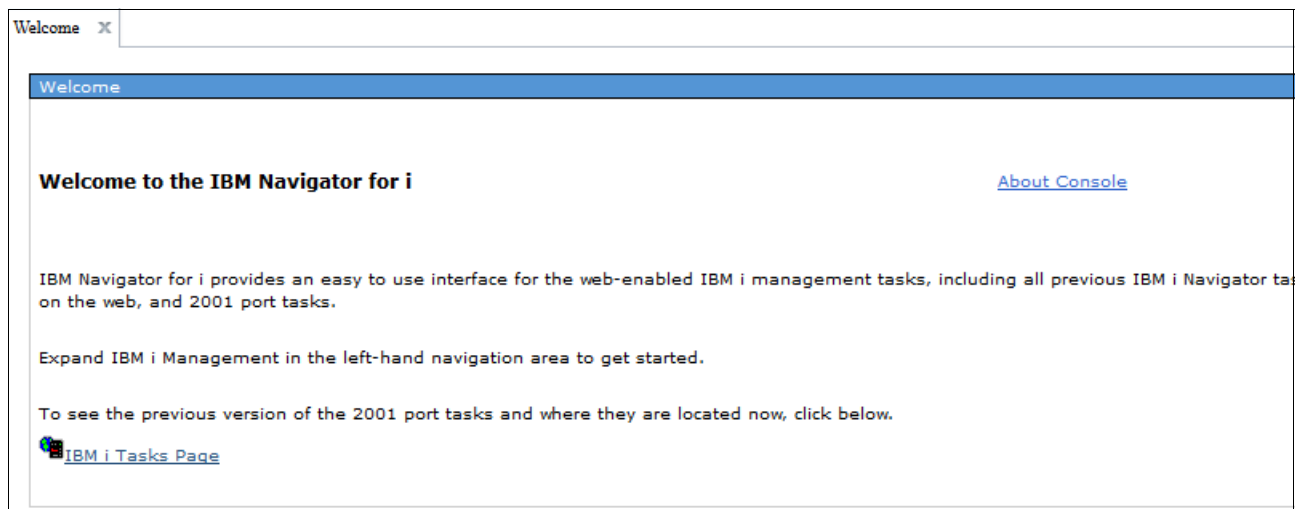 Welcome X
Welcome
Welcome to the IBM Navigator for i
About Console
IBM Navigator for i provides an easy to use interface for the web-enabled IBM i management tasks, including all previous IBM i Navigator
on the web, and 2001 port tasks.
Expand IBM i Management in the left-hand navigation area to get started.
To see the previous version of the 2001 port tasks and where they are located now, click below.
IBM i Tasks Page